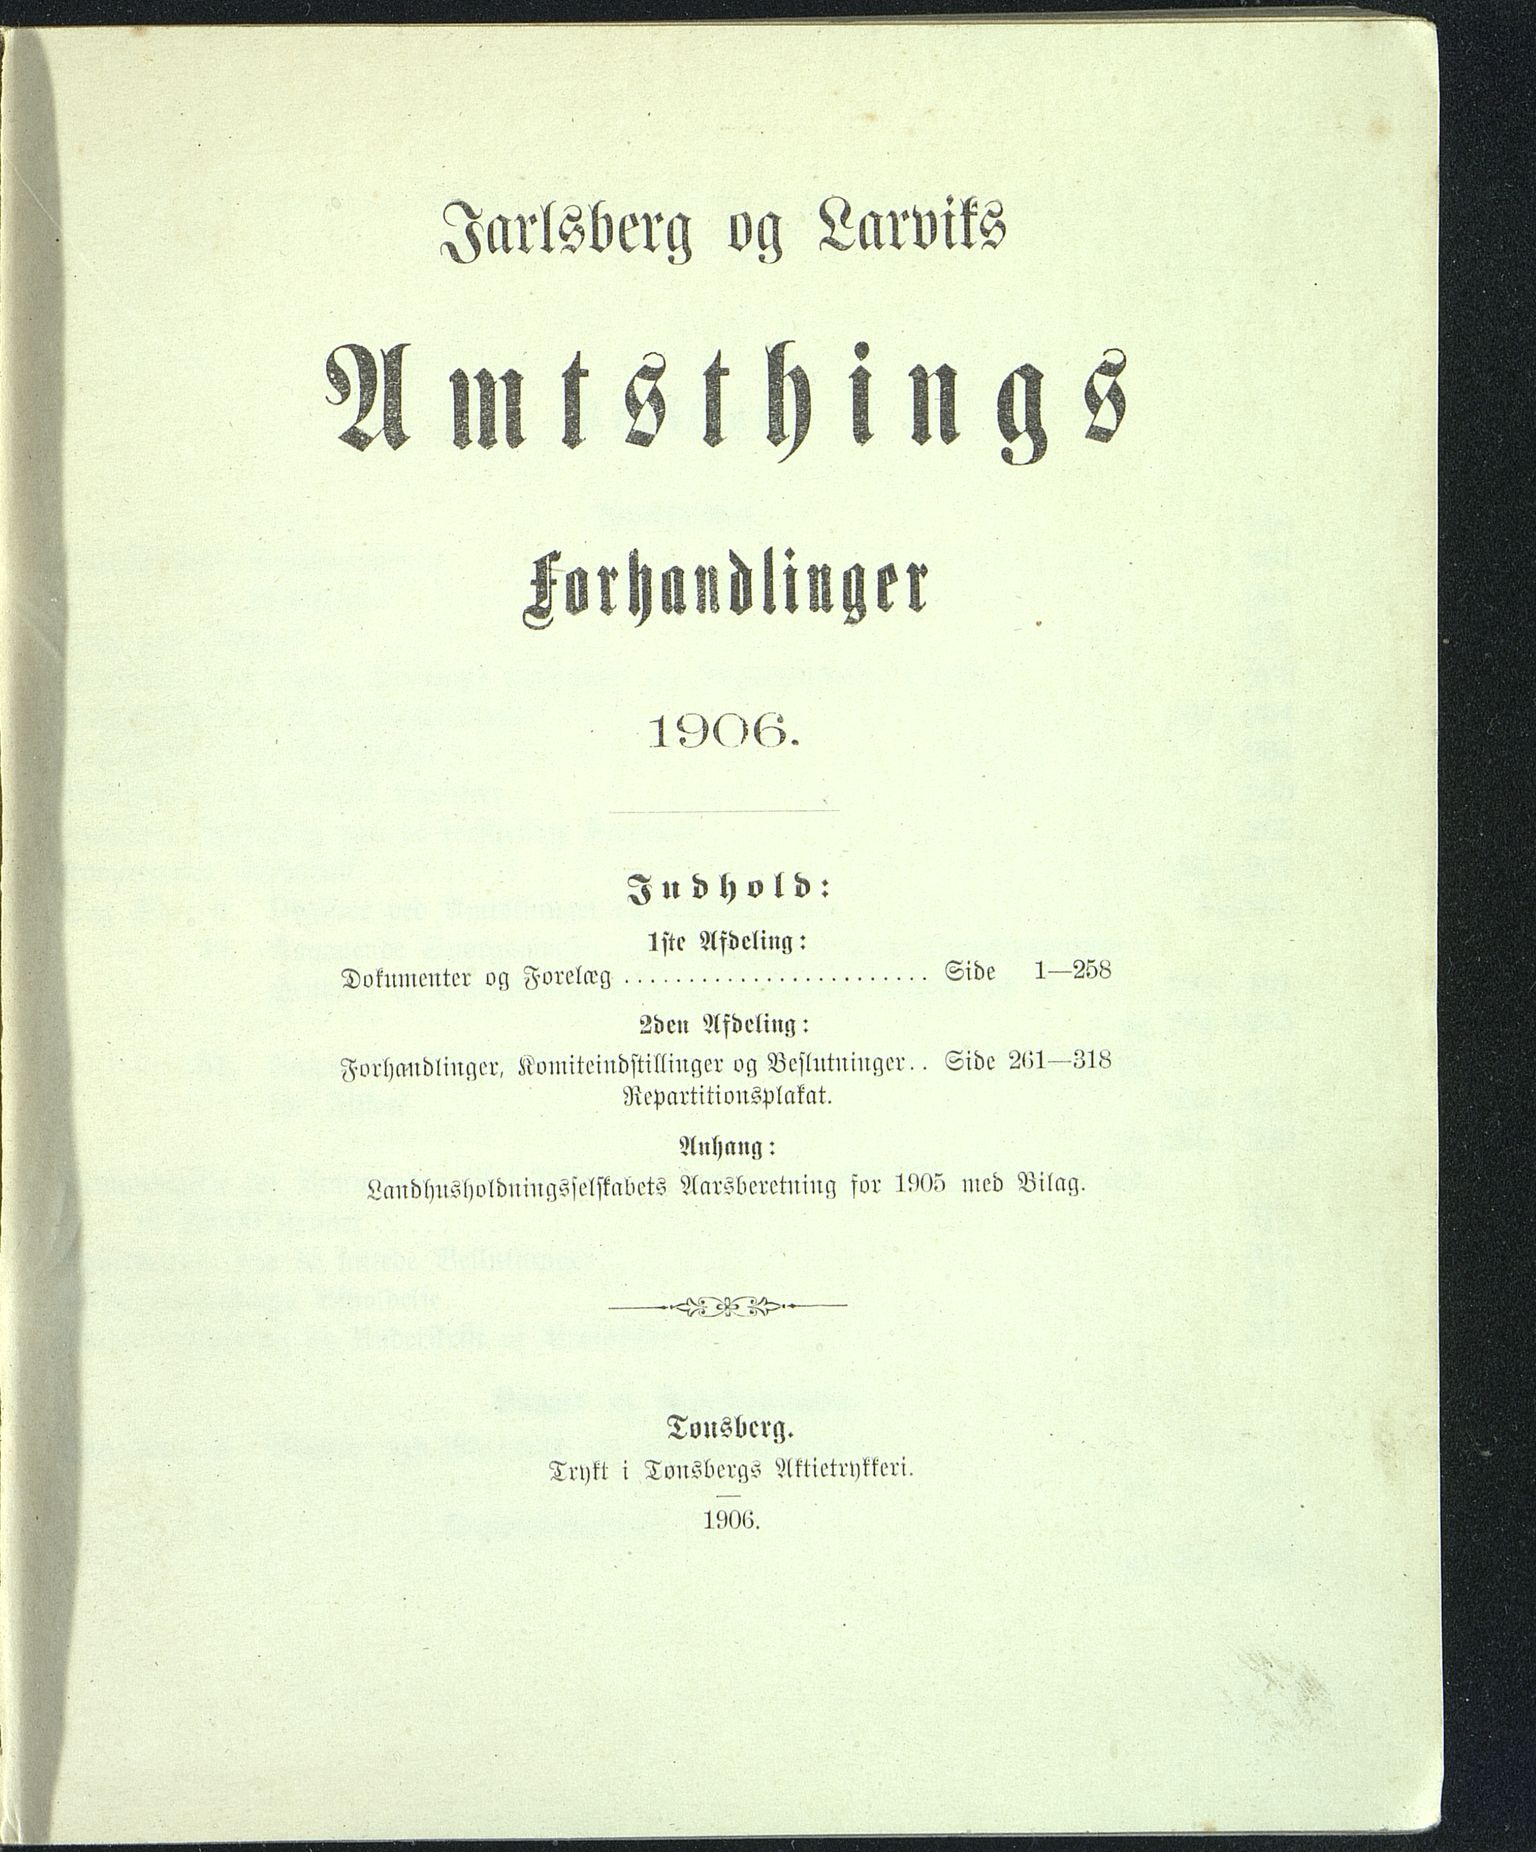 Jarlsberg og Larviks
Amtsthings
Forhandlinger
1906.
Indhold:
1ste Afdeling:
Dokumenter og Forelæg ........................ Side 1—258
2den Afdeling:
Forhandlinger, Komiteindstillinger og Beslutninger.. Side 261—318
Repartitionsplakat.
Anhang:
Landhusholdningsselskabets Aarsberetning for 1905 med Bilag.
Tønsberg.
Trykt i Tønsbergs Aktietrykkeri.
1906.